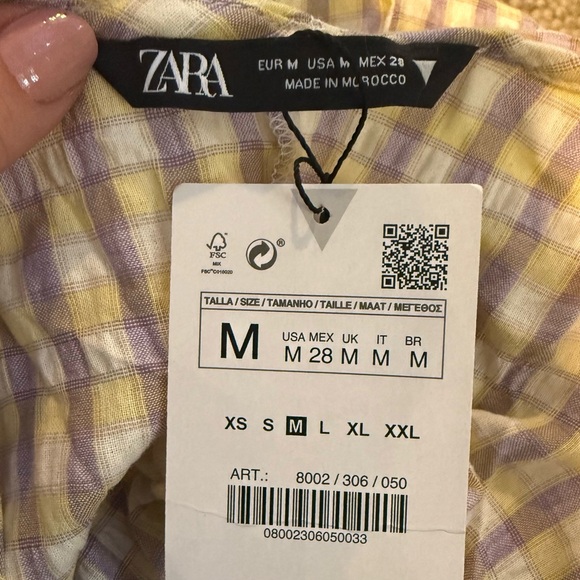 ZARA
EUR M USA M MEX 28
MADE IN MOROCCO
FSC
MIX
TALLA / SIZE / TAMANHO / TAILLE / MAAT / ΜΕΓΕΘΟΣ
M
USA MEX UK IT BR
M 28 M M M
XS S M L XL XXL
ART.: 8002 / 306 / 050
08002306050033